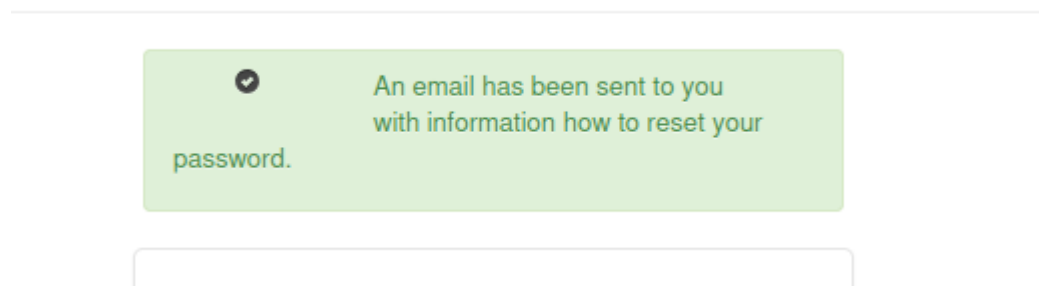 An email has been sent to you
with information how to reset your
password.